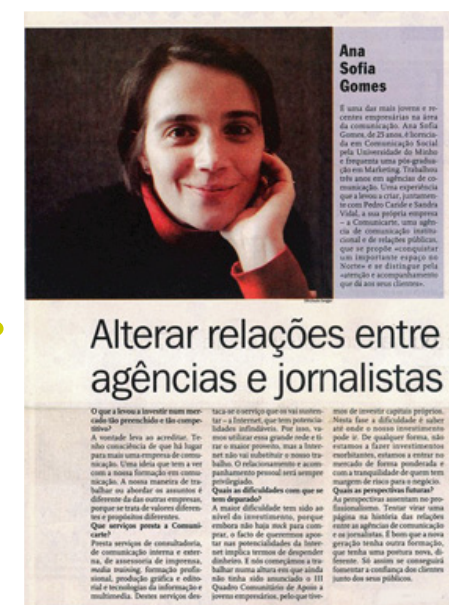 Ana
Sofia
Gomes
É uma das mais jovens e re-
centes empresárias na área
da comunicação. Ana Sofia
Gomes, de 25 anos, é licencia-
da em Comunicação Social
pela Universidade do Minho
e frequenta uma pós-gradua-
ção em Marketing. Trabalhou
três anos em agências de co-
municação. Uma experiência
que a levou a criar, juntamen-
te com Pedro Caride e Sandra
Vidal, a sua própria empresa
– a Comunicarte, uma agên-
cia de comunicação institu-
cional e de relações públicas,
que se propõe «conquistar
um importante espaço no
Norte» e se distingue pela
«atenção e acompanhamento
que dá aos seus clientes».
Alterar relações entre
agências e jornalistas
O que a levou a investir num mer-
cado tão preenchido e tão compe-
titivo?
A vontade leva ao acreditar. Te-
nho consciência de que há lugar
para mais uma empresa de comu-
nicação. Uma ideia que tem a ver
com a nossa formação em comu-
nicação. A nossa maneira de tra-
balhar ou abordar os assuntos é
diferente da das outras empresas,
porque se trata de valores diferen-
tes e propósitos diferentes.
Que serviços presta a Comuni-
carte?
Presta serviços de consultadoria,
de comunicação interna e exter-
na, de assessoria de imprensa,
media training, formação profis-
sional, produção gráfica e edito-
rial e tecnologias da informação e
multimedia. Destes serviços des-
taca-se o serviço que os vai susten-
tar – a Internet, que tem potencia-
lidades infindáveis. Por isso, va-
mos utilizar essa grande rede e ti-
rar o maior proveito, mas a Inter-
net não vai substituir o nosso tra-
balho. O relacionamento e acom-
panhamento pessoal será sempre
privilegiado.
Quais as dificuldades com que se
tem deparado?
A maior dificuldade tem sido ao
nível do investimento, porque
embora não haja stock para com-
prar, o facto de querermos apos-
tar nas potencialidades da Inter-
net implica termos de despender
dinheiro. E nós começámos a tra-
balhar numa altura em que ainda
não tinha sido anunciado o III
Quadro Comunitário de Apoio a
jovens empresários, pelo que tive-
mos de investir capitais próprios.
Nesta fase a dificuldade é saber
até onde o nosso investimento
pode ir. De qualquer forma, não
estamos a fazer investimentos
exorbitantes, estamos a entrar no
mercado de forma ponderada e
com a tranquilidade de quem tem
margem de risco para o negócio.
Quais as perspectivas futuras?
As perspectivas assentam no pro-
fissionalismo. Tentar virar uma
página na história das relações
entre as agências de comunicação
e os jornalistas. É bom que a nova
geração tenha outra formação,
que tenha uma postura nova, di-
ferente. Só assim se conseguirá
fomentar a confiança dos clientes
junto dos seus públicos.